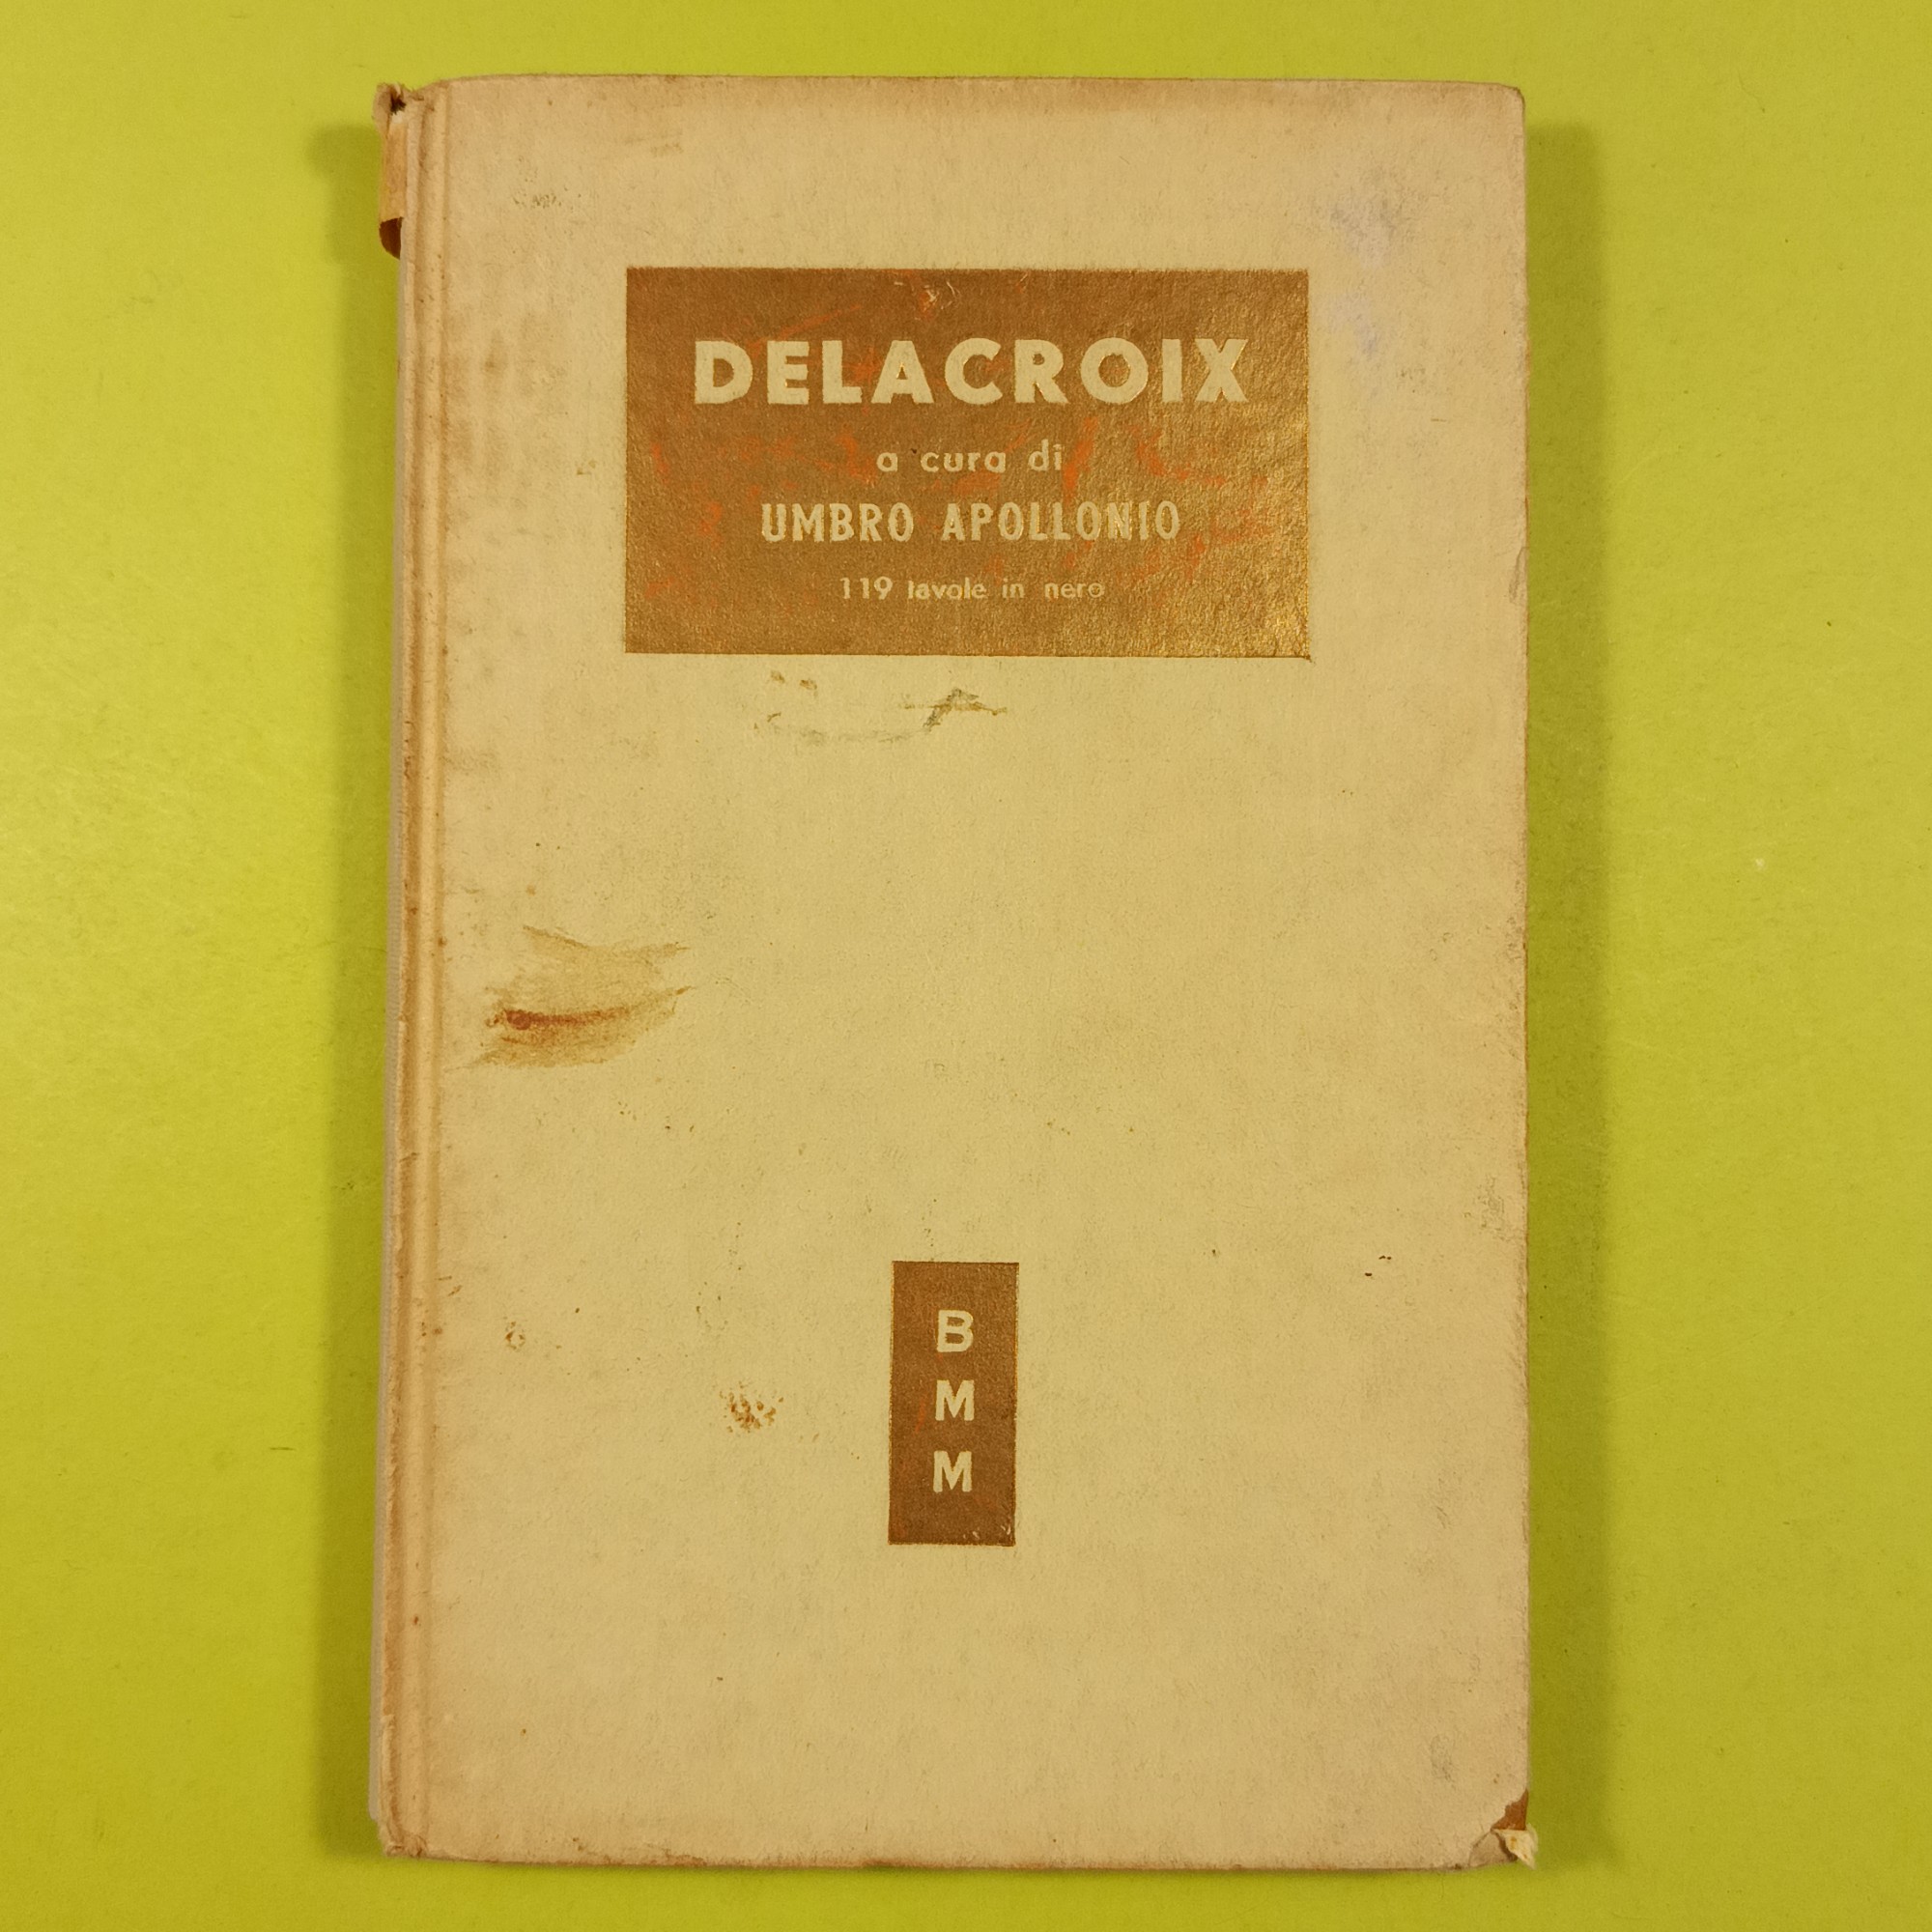 DELACROIX
a cura di
UMBRO APOLLONIO
119 tavole in nero
B
M
M